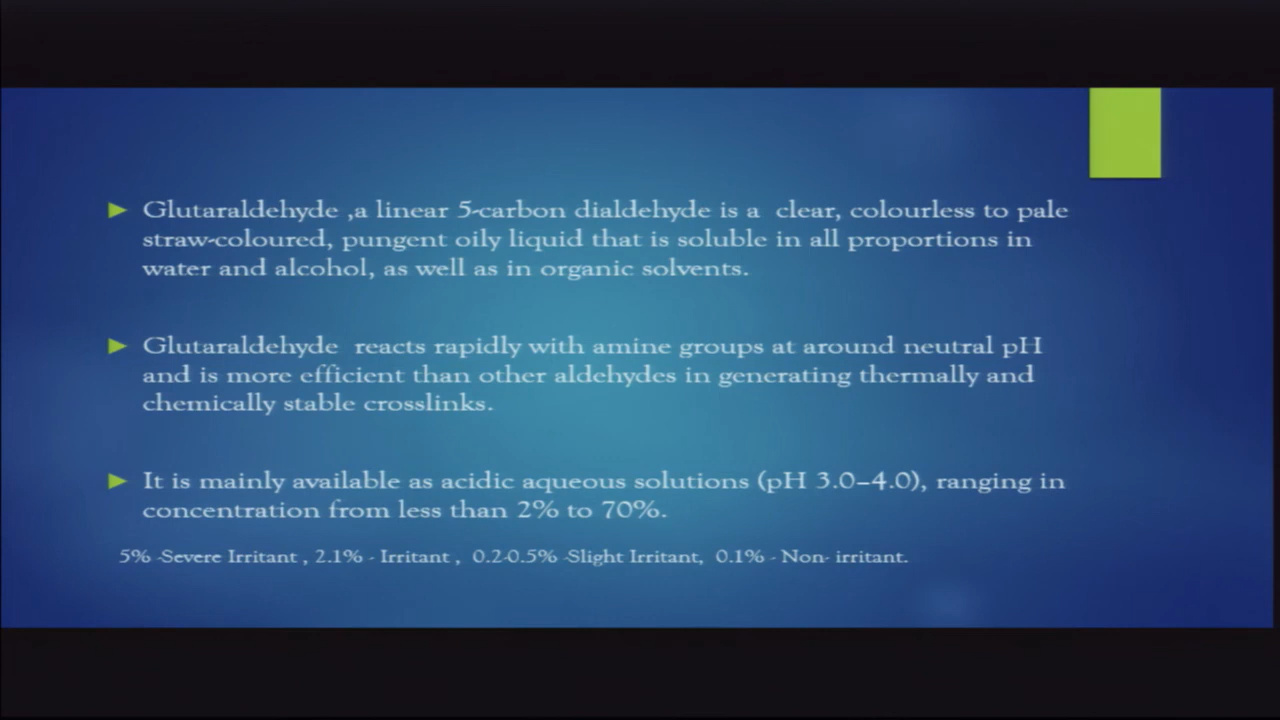 Glutaraldehyde ,a linear 5-carbon dialdehyde is a clear, colourless to pale
straw-coloured, pungent oily liquid that is soluble in all proportions in
water and alcohol, as well as in organic solvents.
Glutaraldehyde reacts rapidly with amine groups at around neutral pH
and is more efficient than other aldehydes in generating thermally and
chemically stable crosslinks.
It is mainly available as acidic aqueous solutions (pH 3.0–4.0), ranging in
concentration from less than 2% to 70%.
5% -Severe Irritant , 2.1% - Irritant , 0.2-0.5% -Slight Irritant, 0.1% - Non- irritant.